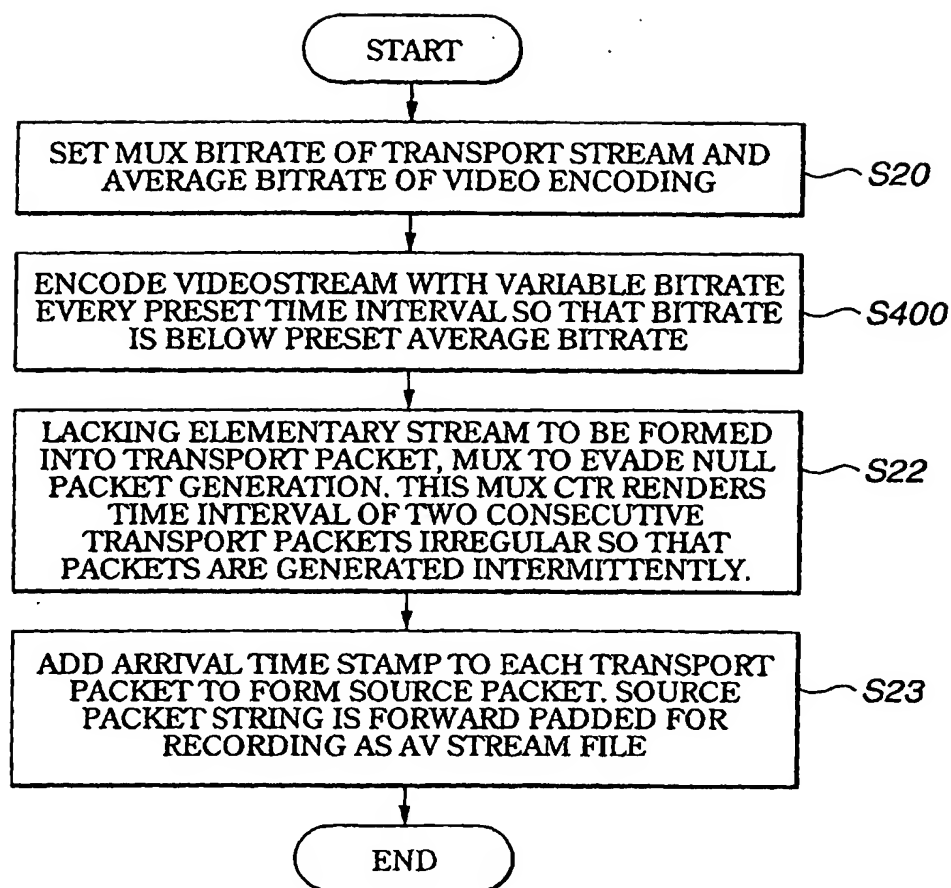 START
SET MUX BITRATE OF TRANSPORT STREAM AND
AVERAGE BITRATE OF VIDEO ENCODING
S20
ENCODE VIDEOSTREAM WITH VARIABLE BITRATE
EVERY PRESET TIME INTERVAL SO THAT BITRATE
IS BELOW PRESET AVERAGE BITRATE
S400
LACKING ELEMENTARY STREAM TO BE FORMED
INTO TRANSPORT PACKET, MUX TO EVADE NULL
PACKET GENERATION. THIS MUX CTR RENDERS
TIME INTERVAL OF TWO CONSECUTIVE
TRANSPORT PACKETS IRREGULAR SO THAT
PACKETS ARE GENERATED INTERMITTENTLY.
S22
ADD ARRIVAL TIME STAMP TO EACH TRANSPORT
PACKET TO FORM SOURCE PACKET. SOURCE
PACKET STRING IS FORWARD PADDED FOR
RECORDING AS AV STREAM FILE
S23
END